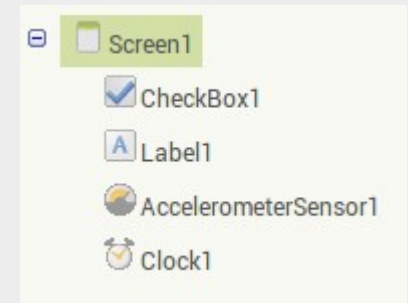 Screen1
CheckBox1
A Label1
AccelerometerSensor1
Clock1